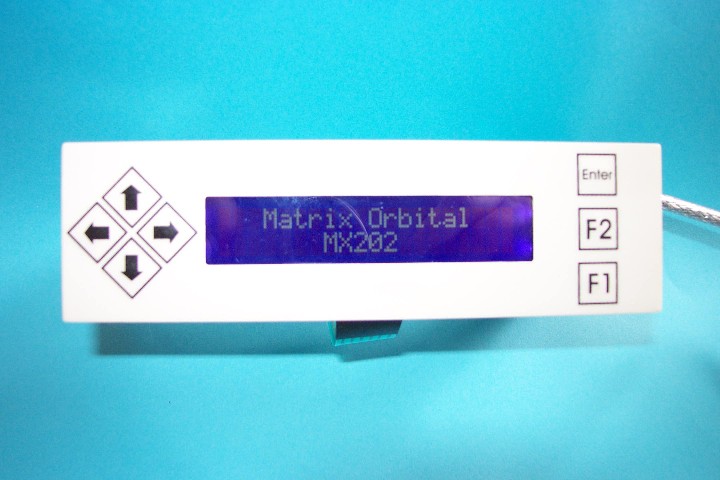 Matrix Orbital
MX202
Enter
F2
F1